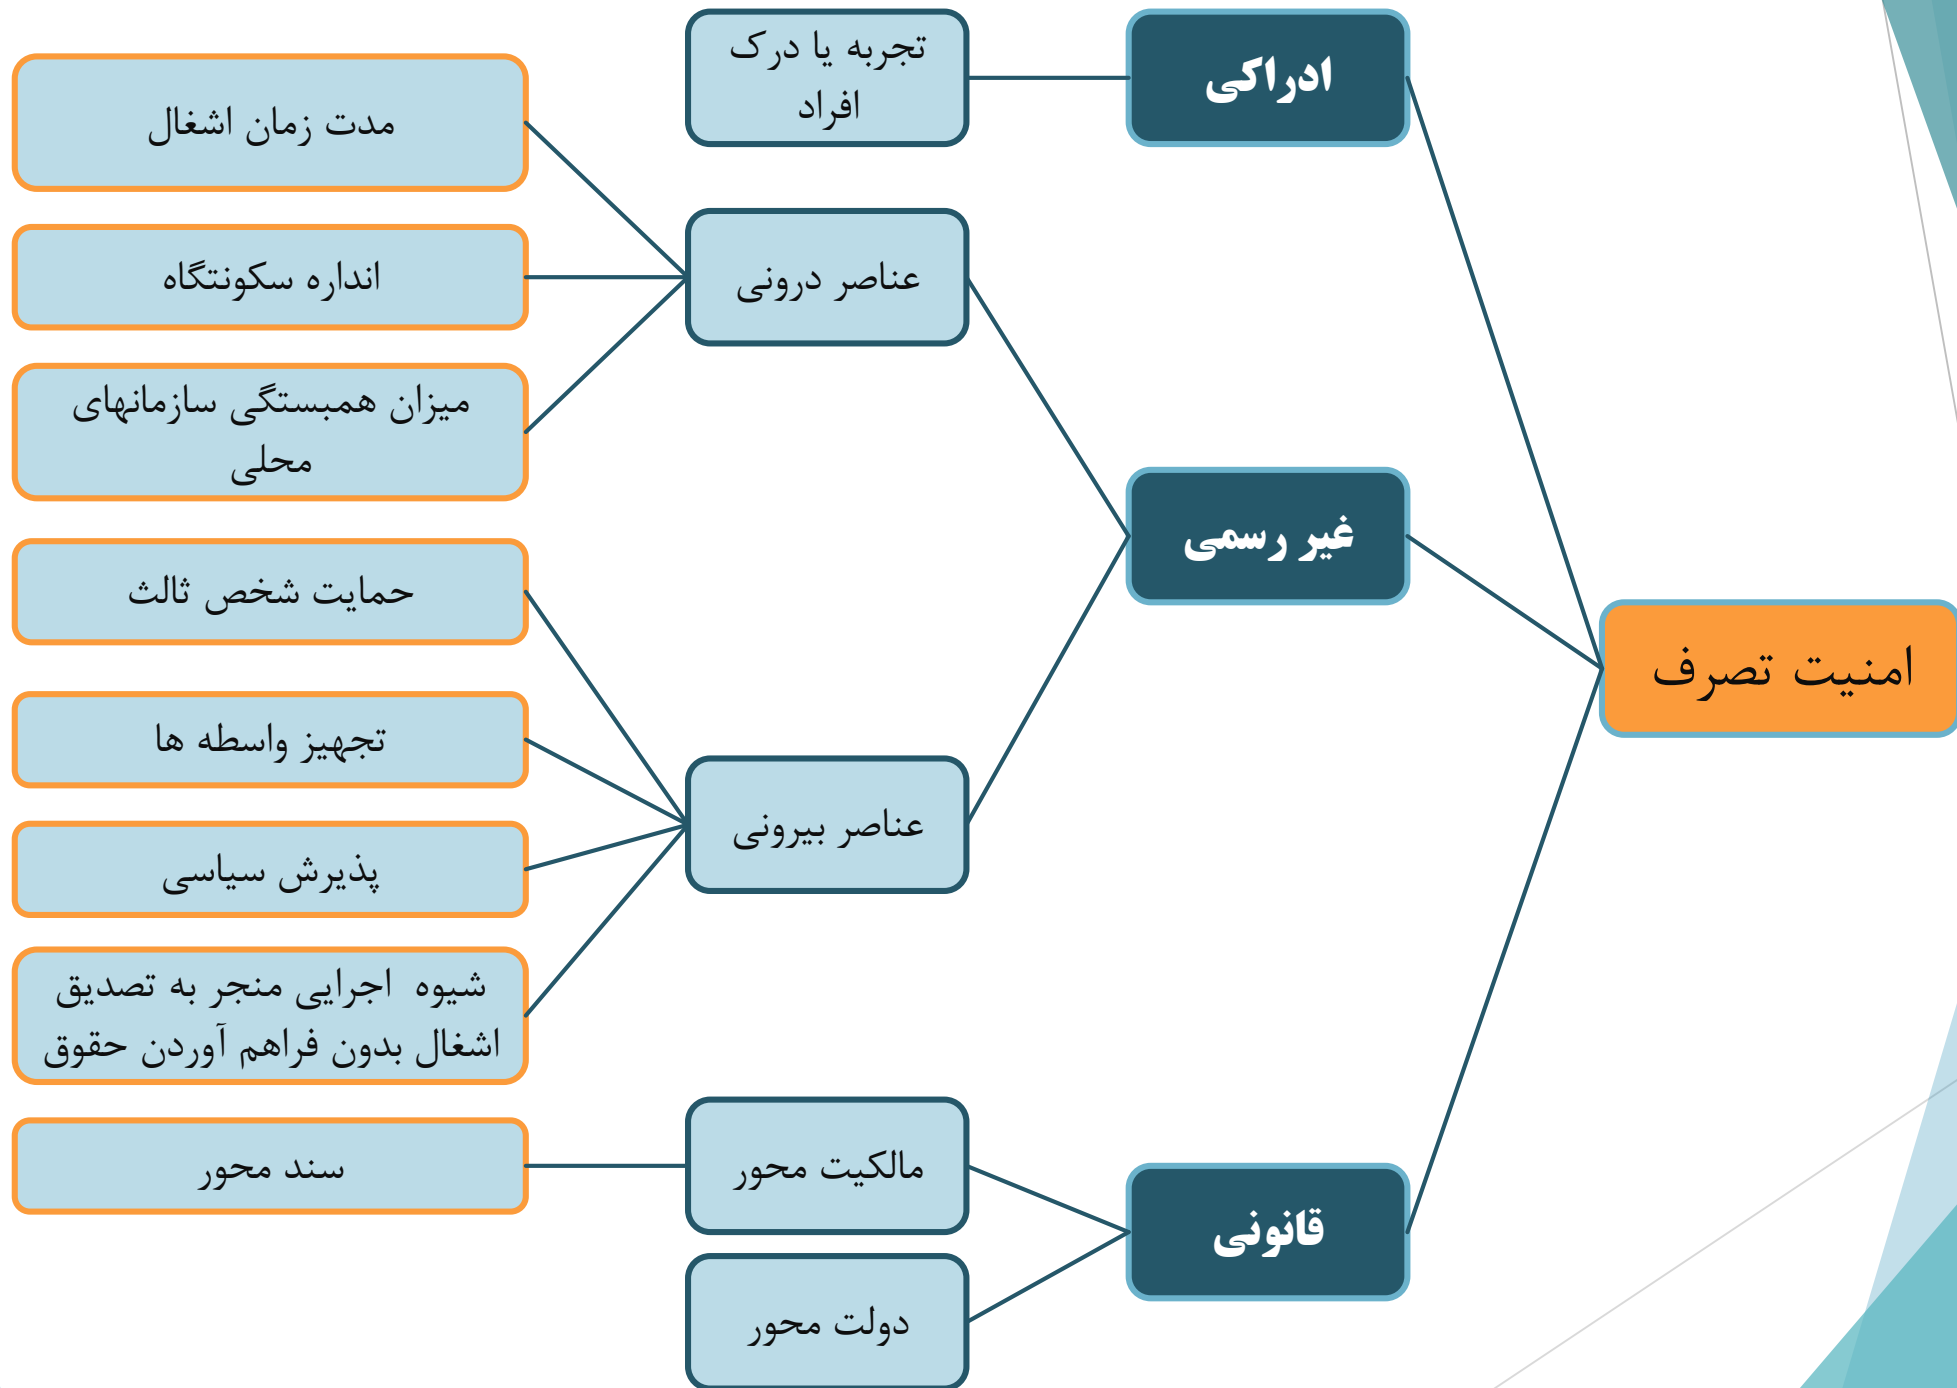 امنیت تصرف
ادراکی
تجربه یا درک
افراد
غیر رسمی
عناصر درونی
مدت زمان اشغال
انداره سکونتگاه
میزان همبستگی سازمانهای
محلی
عناصر بیرونی
حمایت شخص ثالث
تجهیز واسطه ها
پذیرش سیاسی
شیوه اجرایی منجر به تصدیق
اشغال بدون فراهم آوردن حقوق
قانونی
مالکیت محور
سند محور
دولت محور